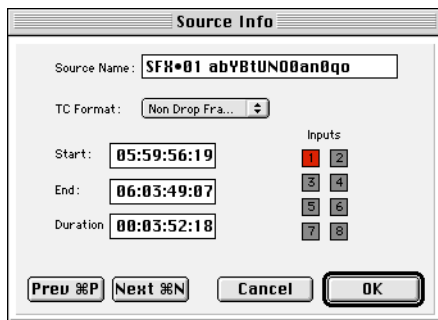 Source Info
Source Name: SFX•01 abYBtUNO0an0qo
TC Format: Non Drop Fra...
Inputs
Start: 05:59:56:19
1 2
End: 06:03:49:07
3 4
Duration 00:03:52:18
5 6
7 8
Prev ⌘P Next ⌘N Cancel OK